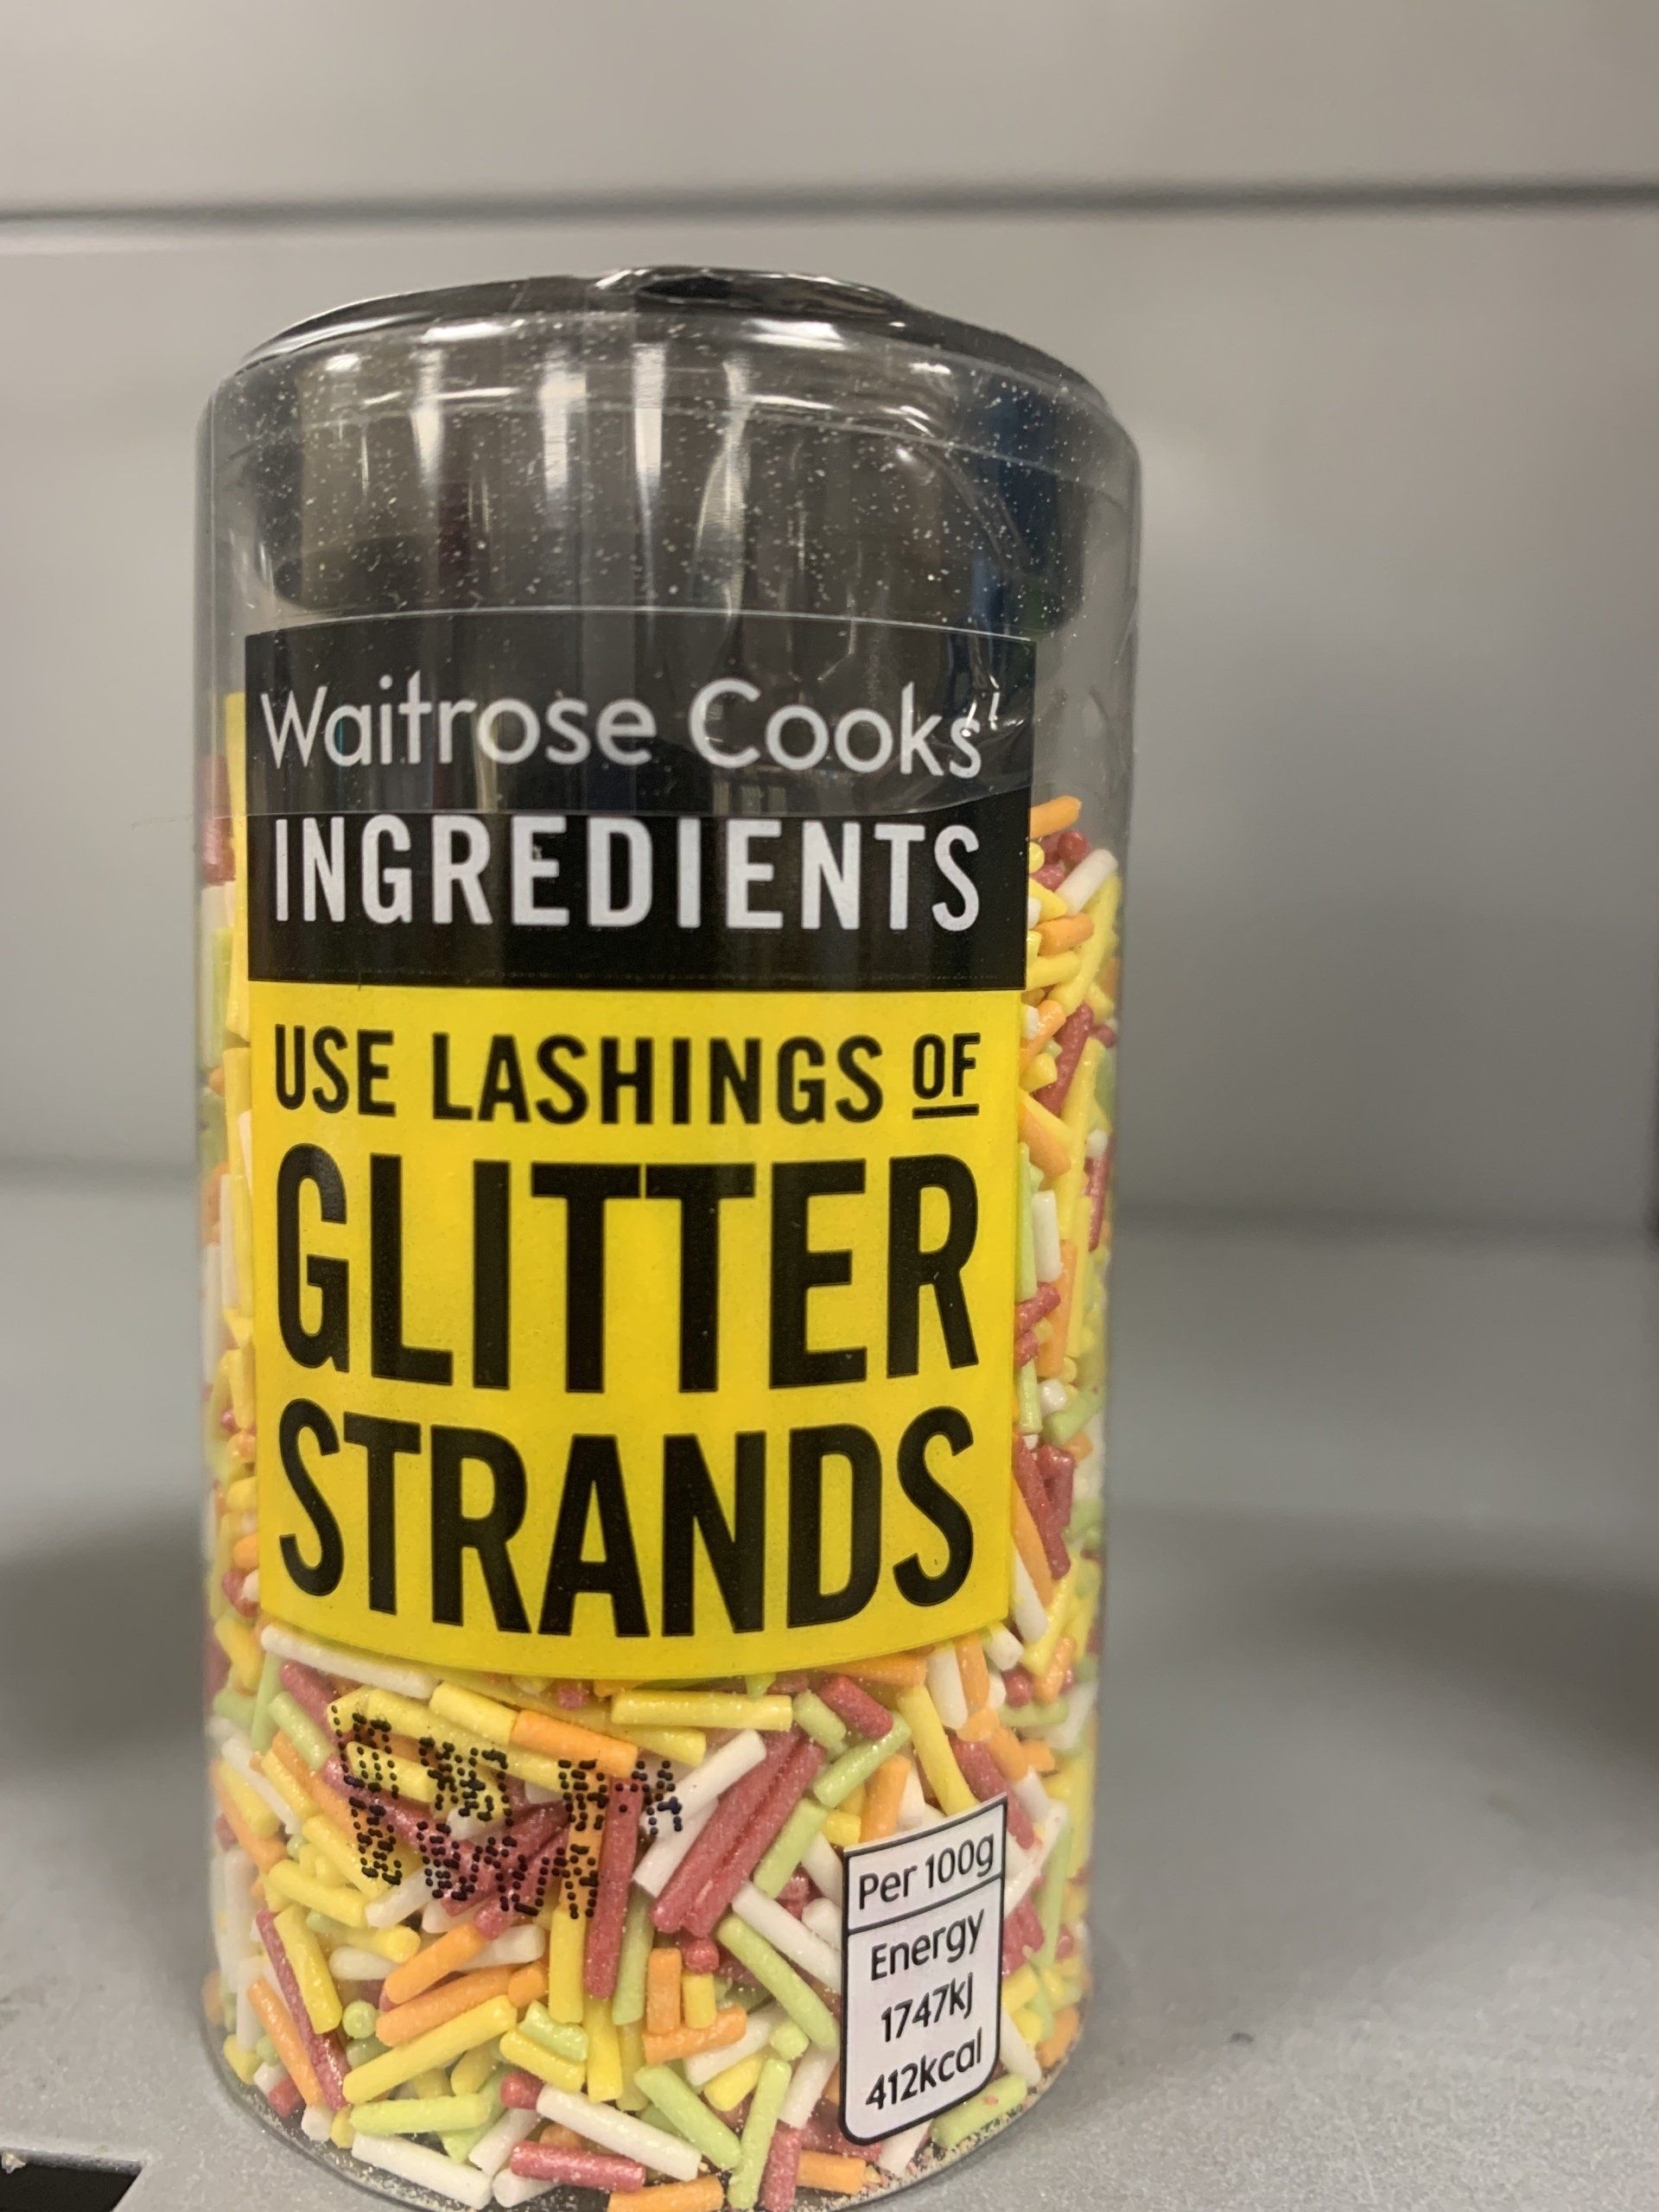 Waitrose Cooks'
INGREDIENTS
USE LASHINGS OF
GLITTER
STRANDS
Per 100g
Energy
1747kJ
412kcal